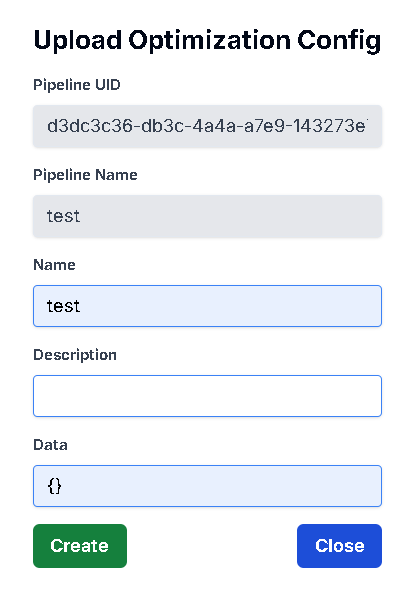 Upload Optimization Config
Pipeline UID
d3dc3c36-db3c-4a4a-a7e9-143273e
Pipeline Name
test
Name
test
Description
Data
{}
Create
Close